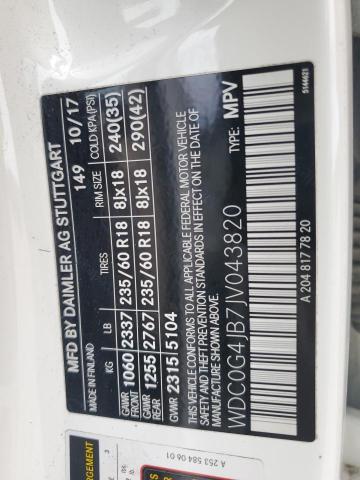 MFD BY DAIMLER AG STUTTGART
MADE IN FINLAND 149 10/17
KG LB TIRES RIM SIZE COLD KPA(PSI)
GAWR FRONT 1060 2337 235/60 R18 8Jx18 240(35)
GAWR REAR 1255 2767 235/60 R18 8Jx18 290(42)
GVWR 2315 5104
THIS VEHICLE CONFORMS TO ALL APPLICABLE FEDERAL MOTOR VEHICLE
SAFETY AND THEFT PREVENTION STANDARDS IN EFFECT ON THE DATE OF
MANUFACTURE SHOWN ABOVE.
WDC0G4JB7JV043820 TYPE: MPV
A 204 817 78 20
5144421
A 253 584 06 01